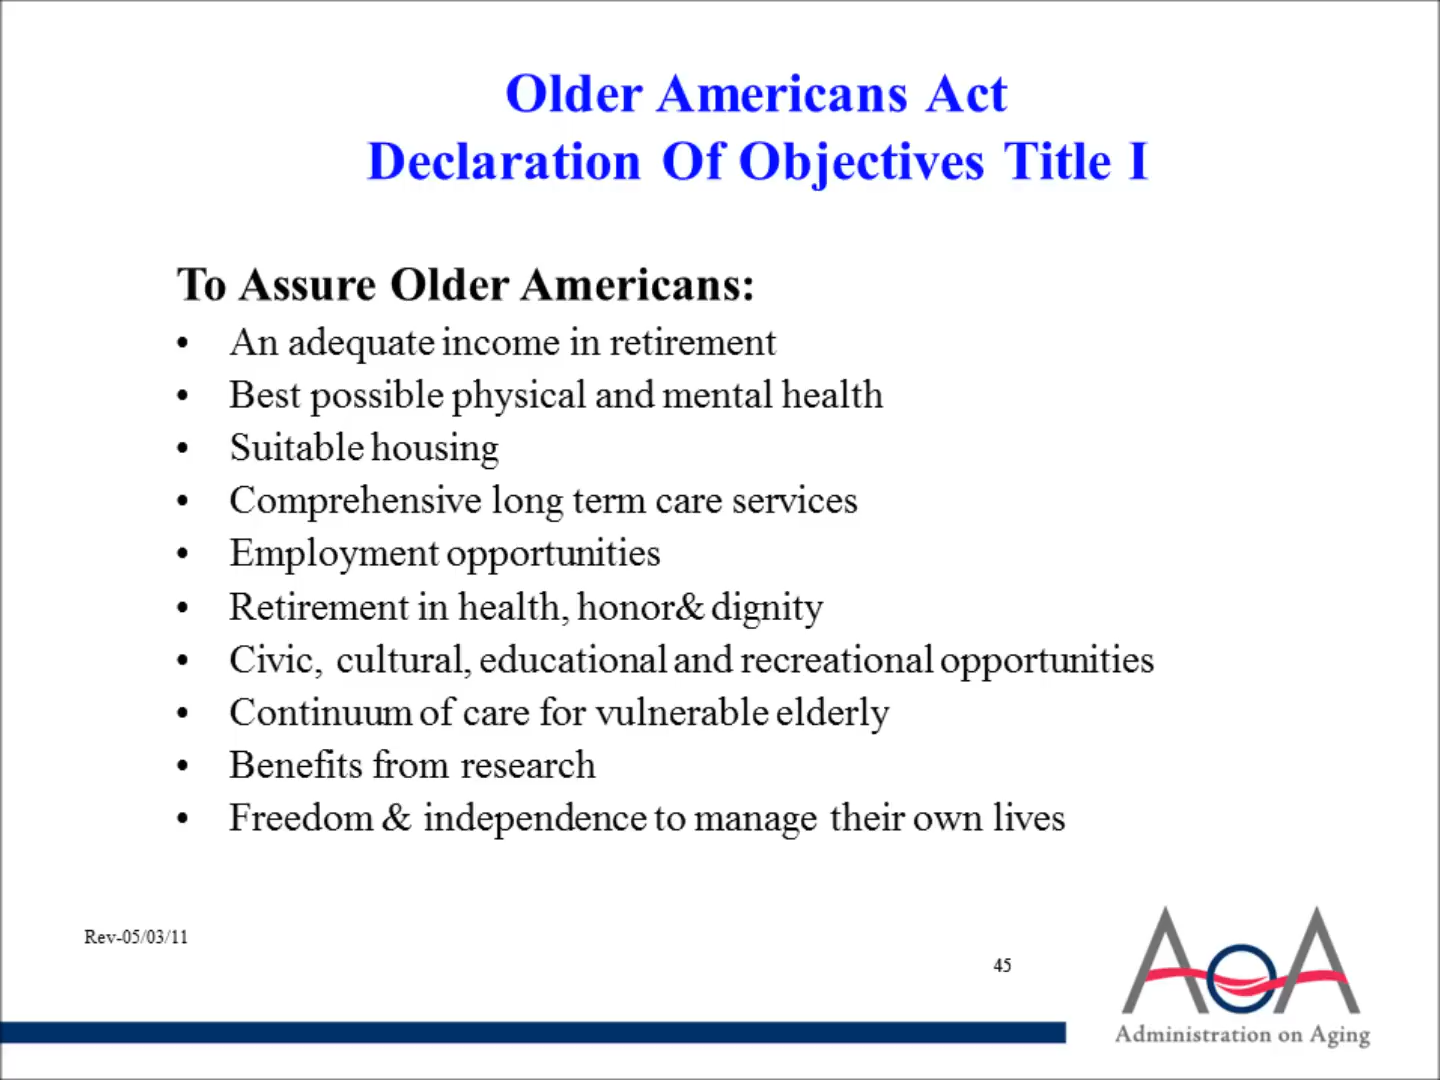 Older Americans Act
Declaration Of Objectives Title I
To Assure Older Americans:
• An adequate income in retirement
• Best possible physical and mental health
• Suitable housing
• Comprehensive long term care services
• Employment opportunities
• Retirement in health, honor& dignity
• Civic, cultural, educational and recreational opportunities
• Continuum of care for vulnerable elderly
• Benefits from research
• Freedom & independence to manage their own lives
Rev-05/03/11
45
AoA
Administration on Aging